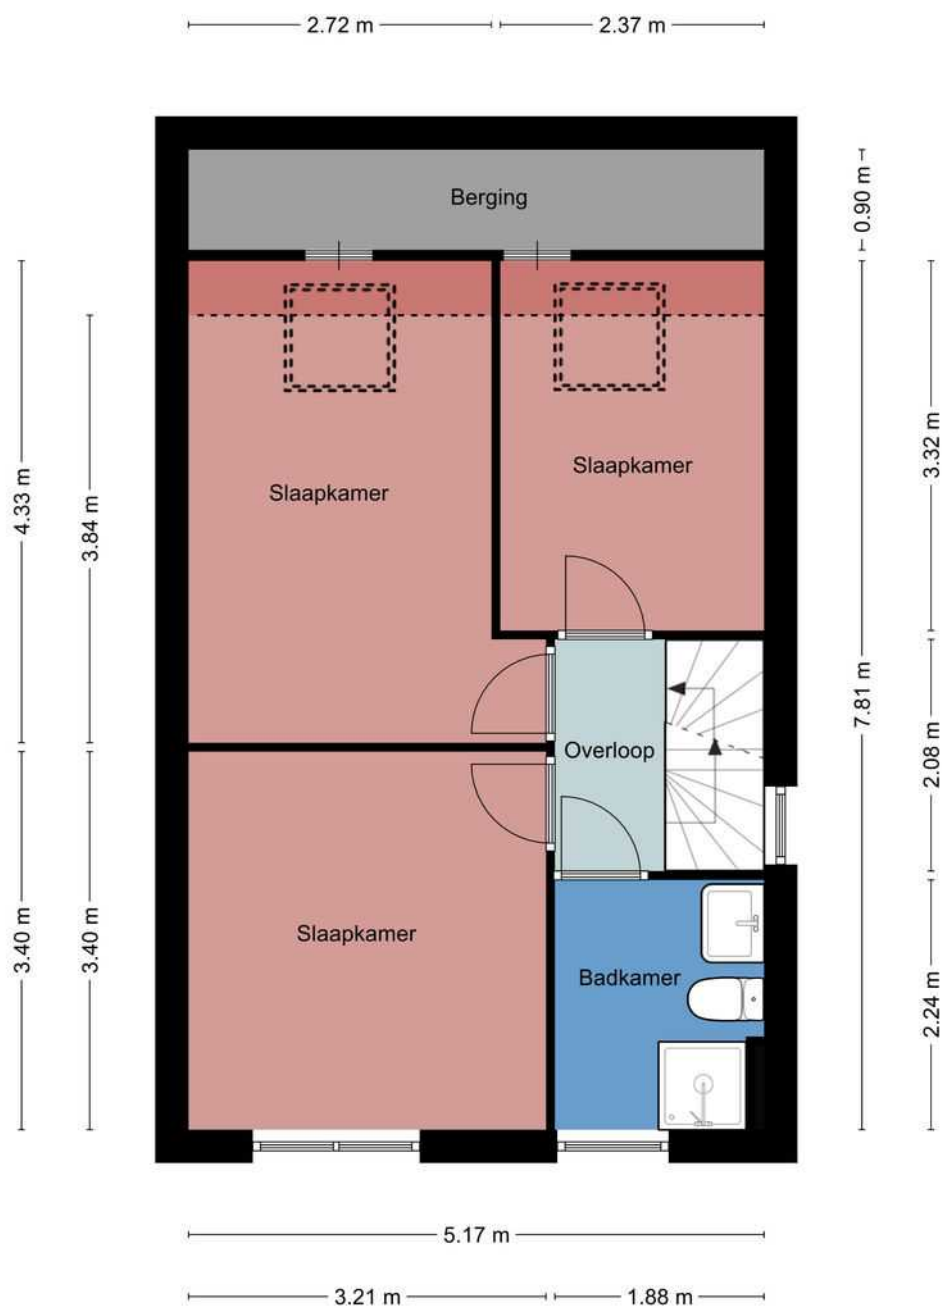 2.72 m
2.37 m
Berging
0.90 m
Slaapkamer
Slaapkamer
4.33 m
3.84 m
3.32 m
7.81 m
Overloop
2.08 m
Slaapkamer
Badkamer
3.40 m
3.40 m
2.24 m
5.17 m
3.21 m
1.88 m